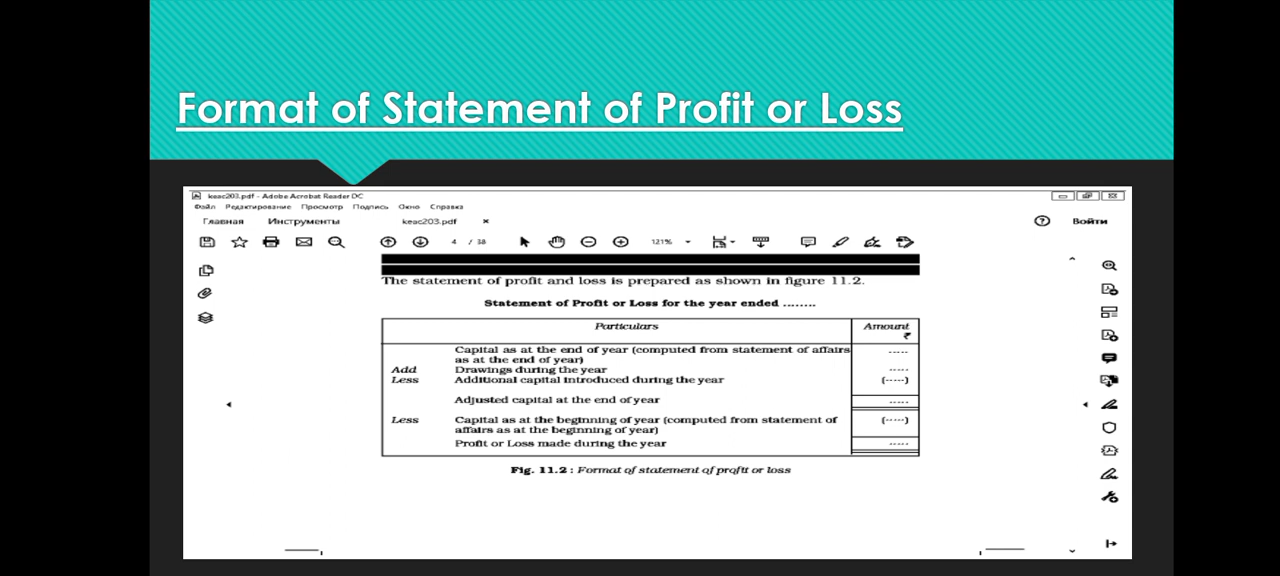 Format of Statement of Profit or Loss
keac203.pdf - Adobe Acrobat Reader DC
Файл Редактирование Просмотр Подпись Окно Справка
Главная Инструменты keac203.pdf × Войти
4 / 38 121%
The statement of profit and loss is prepared as shown in figure 11.2.
Statement of Profit or Loss for the year ended ........
Particulars Amount
₹
Capital as at the end of year (computed from statement of affairs .....
as at the end of year)
Add Drawings during the year .....
Less Additional capital introduced during the year (.....)
Adjusted capital at the end of year .....
Less Capital as at the beginning of year (computed from statement of (.....)
affairs as at the beginning of year)
Profit or Loss made during the year .....
Fig. 11.2 : Format of statement of profit or loss